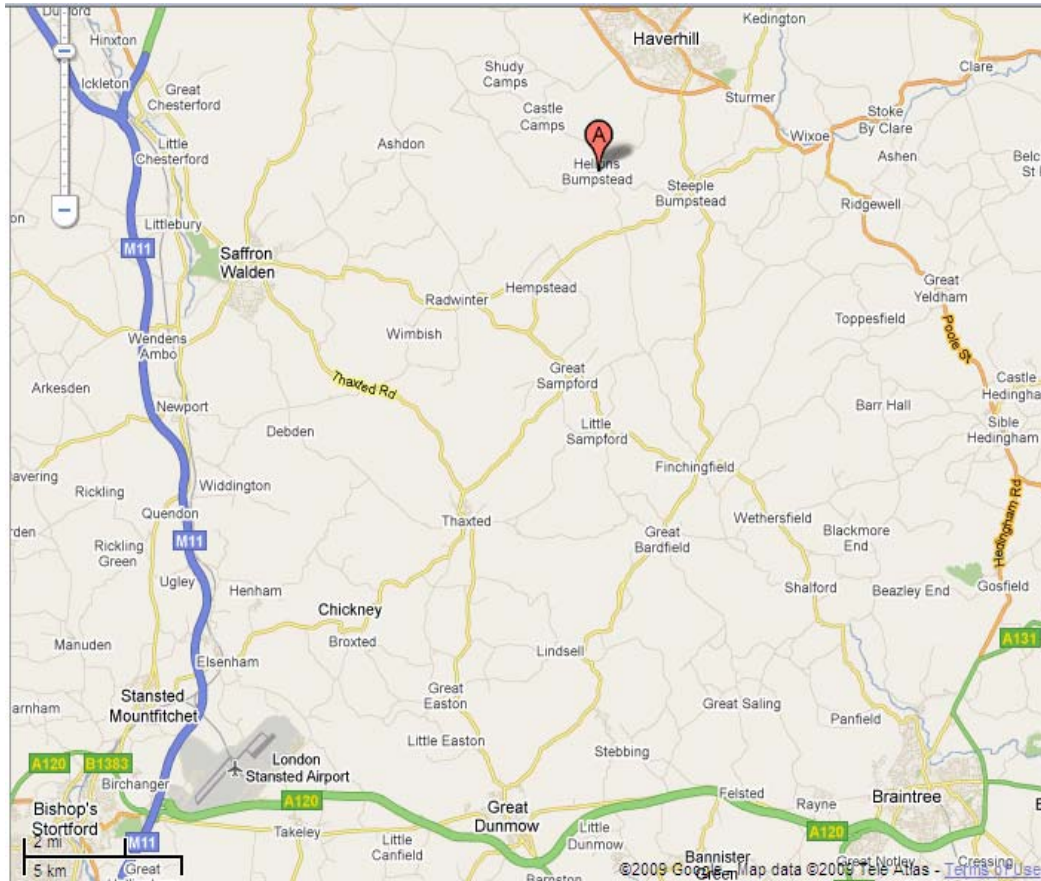 Hinxton
Ickleton
Great
Chesterford
Little
Chesterford
Littlebury
M11
Saffron
Walden
Wendens
Ambo
Arkesden
Newport
Debden
Rickling
Widdington
Quendon
M11
Rickling
Green
Ugley
Henham
Manuden
Elsenham
Stansted
Mountfitchet
A120
B1383
Birchanger
Bishop's
Stortford
M11
2 mi
5 km
Great
London
Stansted Airport
A120
Takeley
Little
Canfield
Haverhill
Kedington
Clare
Shudy
Camps
Castle
Camps
Sturmer
Stoke
By Clare
Wixoe
Ashen
Ashdon
A
Bumpstead
Steeple
Bumpstead
Ridgewell
Radwinter
Hempstead
Wimbish
Great
Yeldham
Toppesfield
Poole St
Thaxted Rd
Great
Sampford
Little
Sampford
Castle
Barr Hall
Sible
Hedingham
Finchingfield
Hedingham Rd
Thaxted
Wethersfield
Great
Bardfield
Blackmore
End
Shalford
Beazley End
Gosfield
Chickney
Broxted
Lindsell
A131
Great
Easton
Great Saling
Panfield
Little Easton
Stebbing
Great
Dunmow
Felsted
Rayne
Braintree
Little
Dunmow
A120
Bannister
Green
Great Notley
Cressing
©2009 Google - Map data ©2009 Tele Atlas - Terms of Use